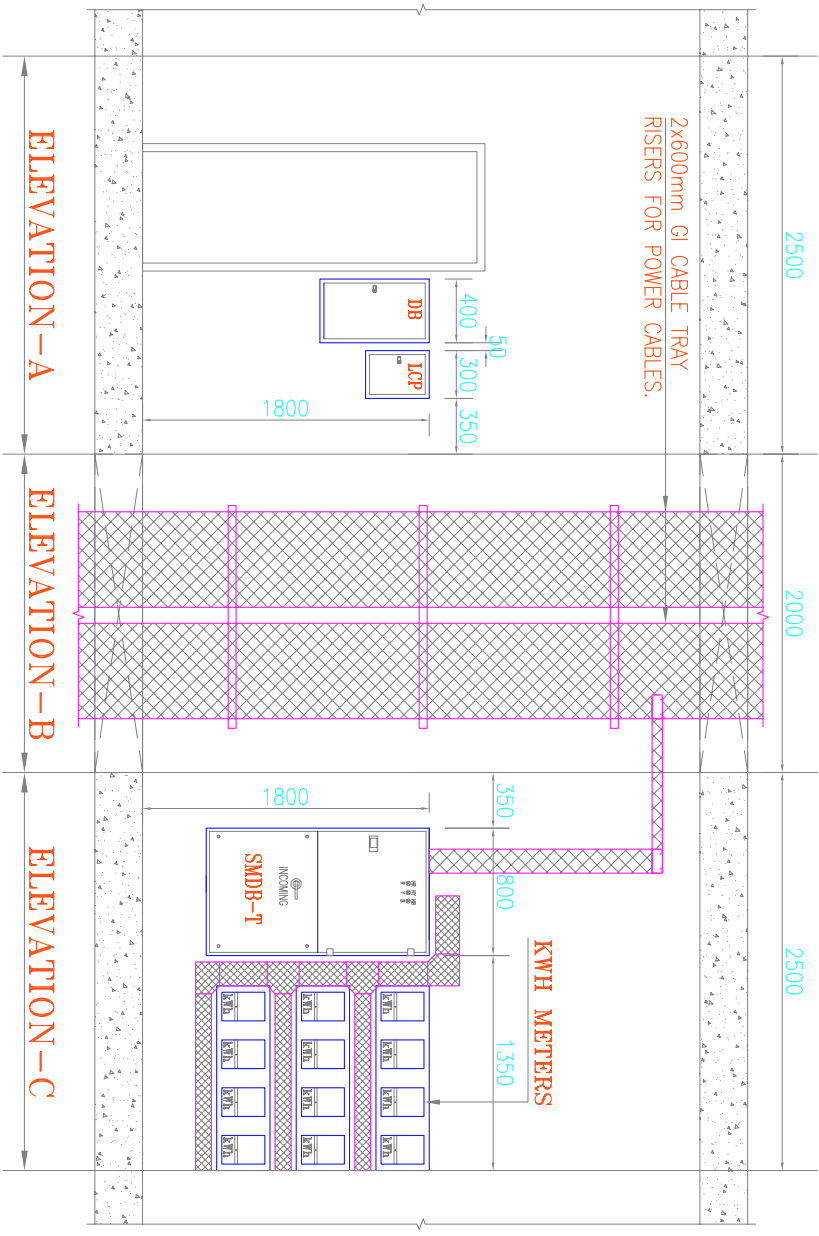 2500
2000
2500
2x600mm GI CABLE TRAY
RISERS FOR POWER CABLES.
400
50
300
350
DB
LCP
1800
350
800
1350
KWH METERS
1800
INCOMING
SMDB-T
kWh
kWh
kWh
kWh
kWh
kWh
kWh
kWh
kWh
kWh
kWh
kWh
ELEVATION-A
ELEVATION-B
ELEVATION-C